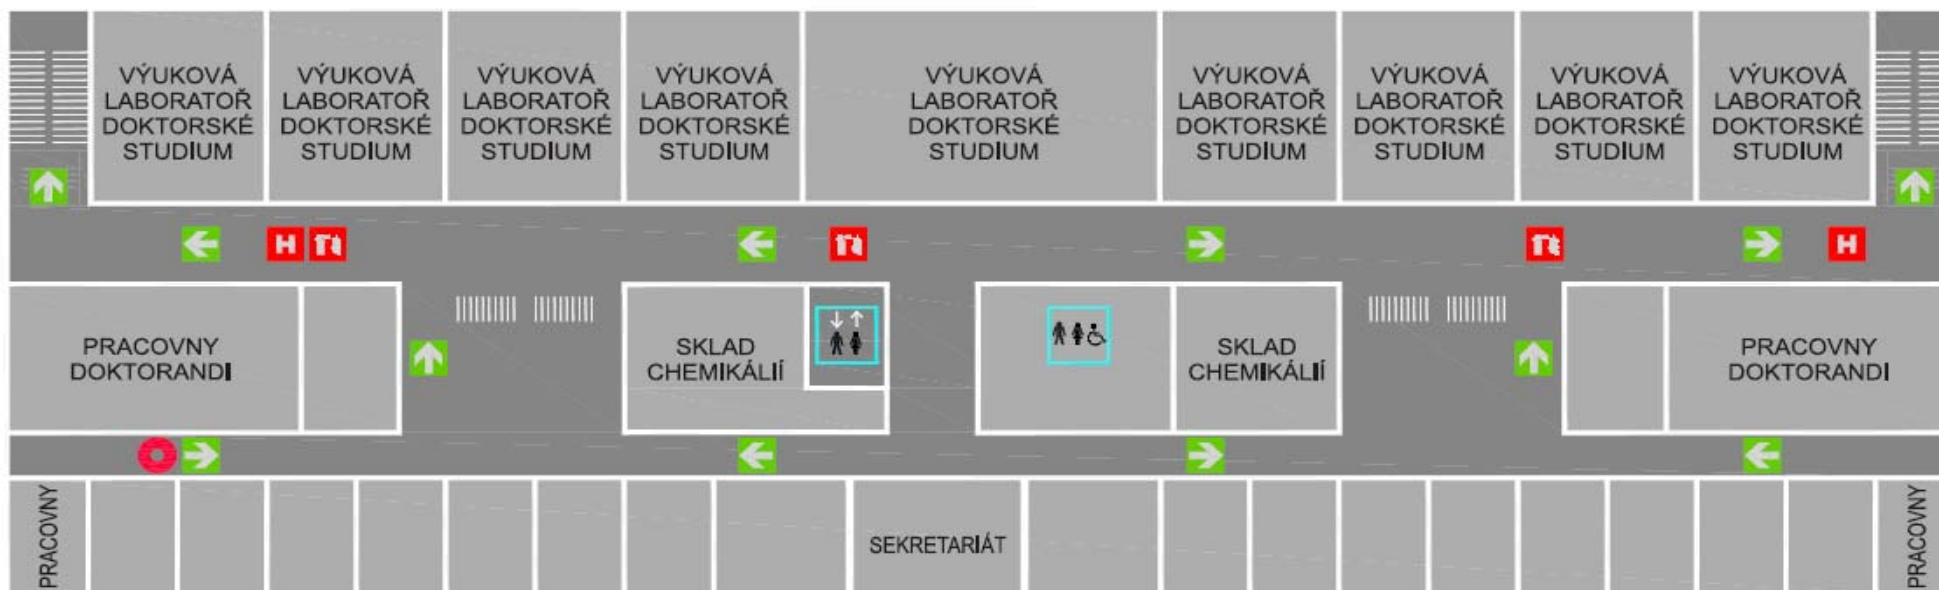 VÝUKOVÁ
LABORATOŘ
DOKTORSKÉ
STUDIUM
VÝUKOVÁ
LABORATOŘ
DOKTORSKÉ
STUDIUM
VÝUKOVÁ
LABORATOŘ
DOKTORSKÉ
STUDIUM
VÝUKOVÁ
LABORATOŘ
DOKTORSKÉ
STUDIUM
VÝUKOVÁ
LABORATOŘ
DOKTORSKÉ
STUDIUM
VÝUKOVÁ
LABORATOŘ
DOKTORSKÉ
STUDIUM
VÝUKOVÁ
LABORATOŘ
DOKTORSKÉ
STUDIUM
VÝUKOVÁ
LABORATOŘ
DOKTORSKÉ
STUDIUM
VÝUKOVÁ
LABORATOŘ
DOKTORSKÉ
STUDIUM
H
H
PRACOVNY
DOKTORANDI
SKLAD
CHEMIKÁLIÍ
SKLAD
CHEMIKÁLIÍ
PRACOVNY
DOKTORANDI
PRACOVNY
SEKRETARIÁT
PRACOVNY